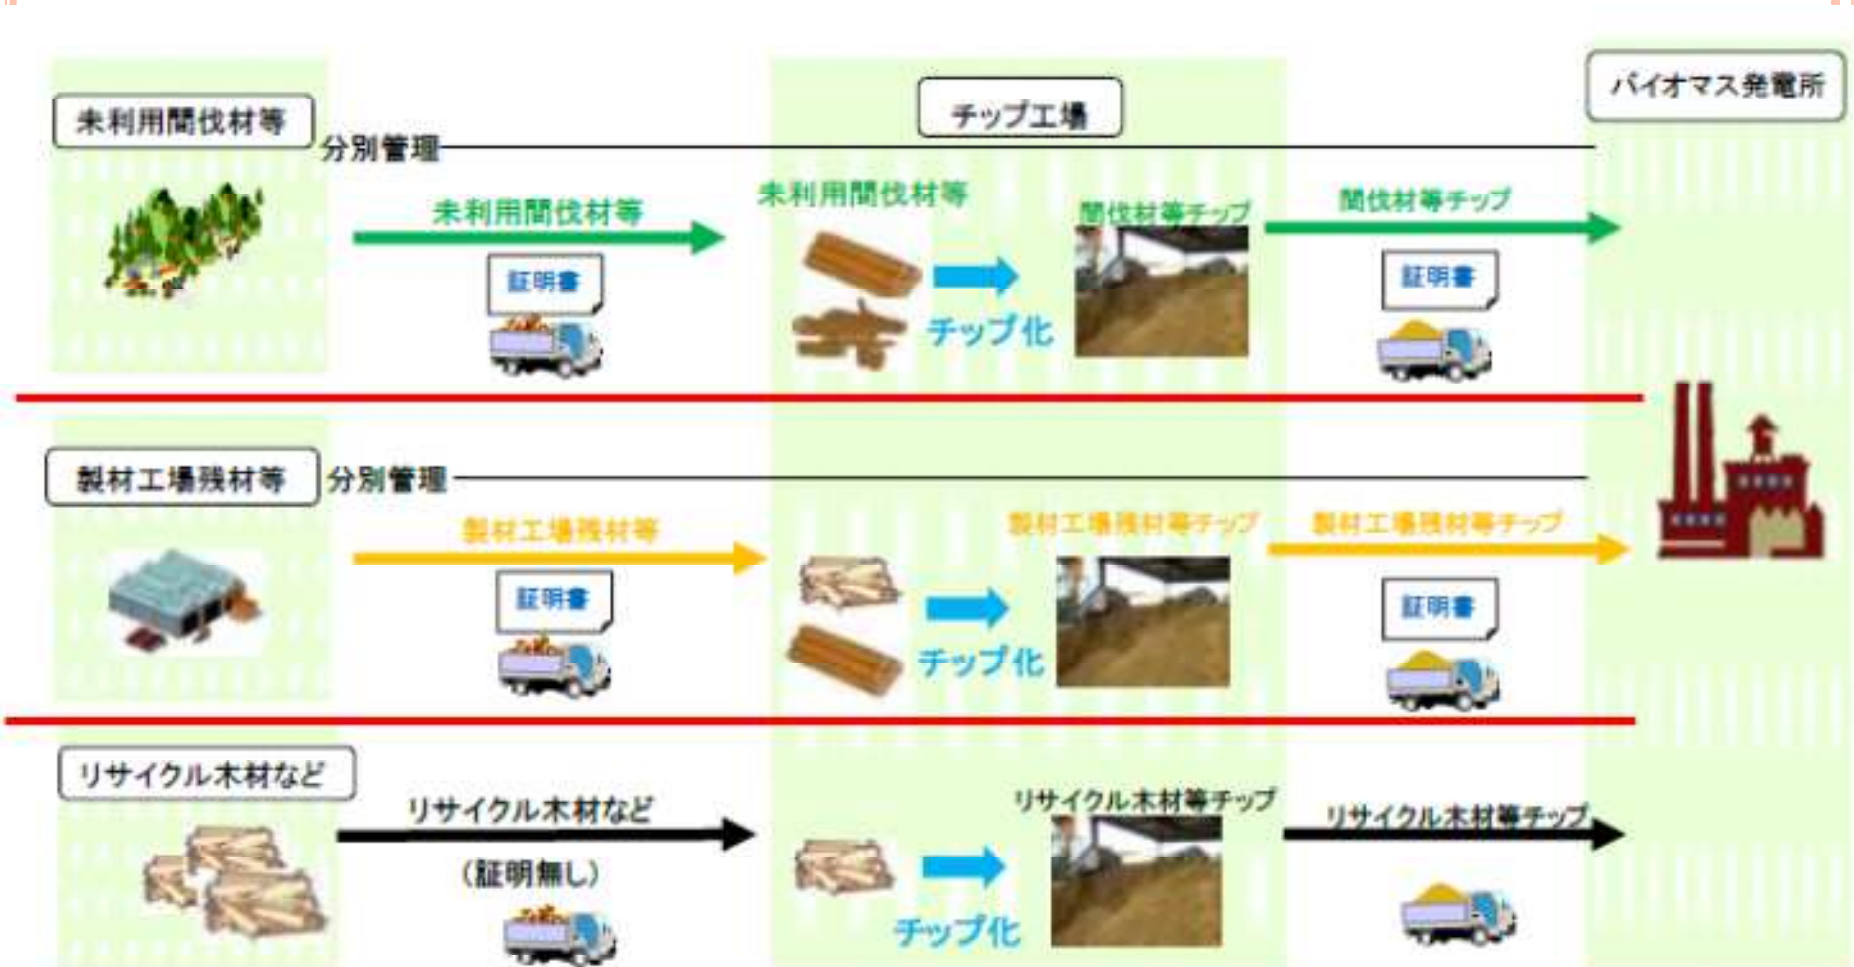 バイオマス発電所
チップ工場
未利用間伐材等
分別管理
未利用間伐材等
証明書
未利用間伐材等
チップ化
間伐材等チップ
間伐材等チップ
証明書
製材工場残材等
分別管理
製材工場残材等
証明書
チップ化
製材工場残材等チップ
製材工場残材等チップ
証明書
リサイクル木材など
リサイクル木材など
（証明無し）
チップ化
リサイクル木材等チップ
リサイクル木材等チップ